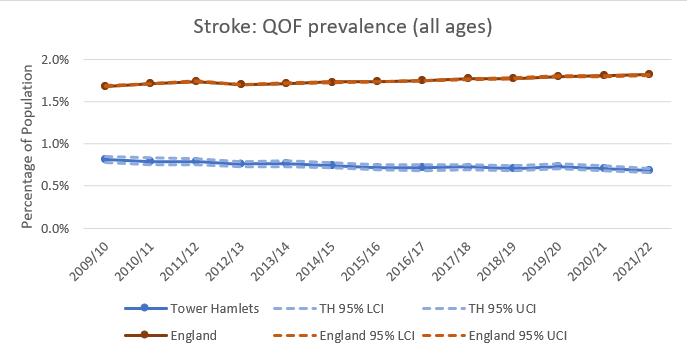 Stroke: QOF prevalence (all ages)
Percentage of Population
2.0%
1.5%
1.0%
0.5%
0.0%
2009/10
2010/11
2011/12
2012/13
2013/14
2014/15
2015/16
2016/17
2017/18
2018/19
2019/20
2020/21
2021/22
Tower Hamlets
TH 95% LCI
TH 95% UCI
England
England 95% LCI
England 95% UCI